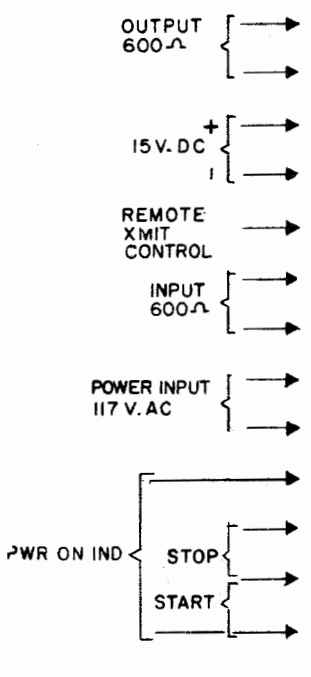 OUTPUT
600Ω
+
15 V. DC
REMOTE
XMIT
CONTROL
INPUT
600Ω
POWER INPUT
117 V. AC
PWR ON IND
STOP
START